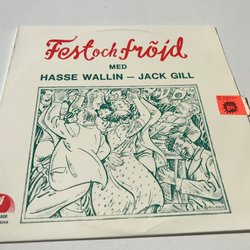 Fest och fröjd
MED
HASSE WALLIN – JACK GILL